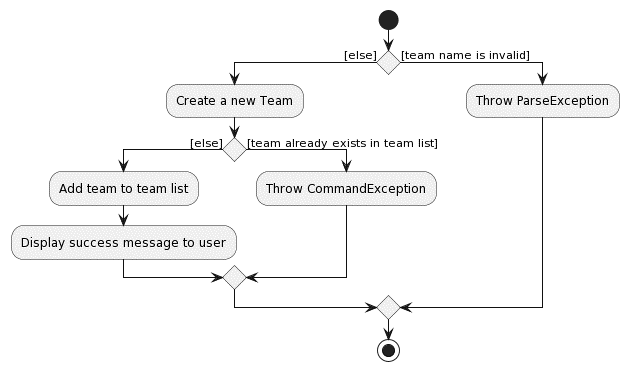 [else]
[team name is invalid]
Create a new Team
Throw ParseException
[else]
[team already exists in team list]
Add team to team list
Throw CommandException
Display success message to user